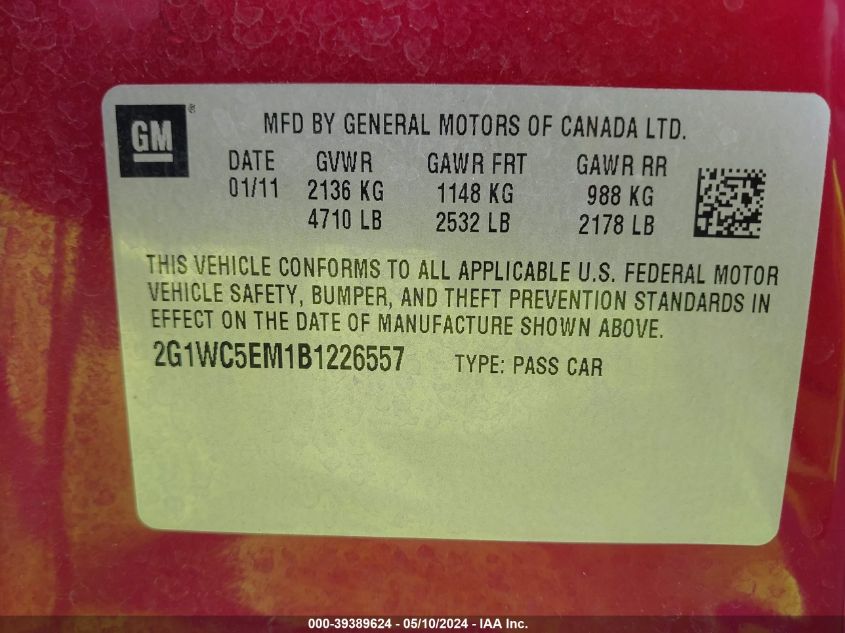 GM ®
MFD BY GENERAL MOTORS OF CANADA LTD.
DATE GVWR GAWR FRT GAWR RR
01/11 2136 KG 1148 KG 988 KG
4710 LB 2532 LB 2178 LB
THIS VEHICLE CONFORMS TO ALL APPLICABLE U.S. FEDERAL MOTOR
VEHICLE SAFETY, BUMPER, AND THEFT PREVENTION STANDARDS IN
EFFECT ON THE DATE OF MANUFACTURE SHOWN ABOVE.
2G1WC5EM1B1226557 TYPE: PASS CAR
000-39389624 — 05/10/2024 — IAA Inc.